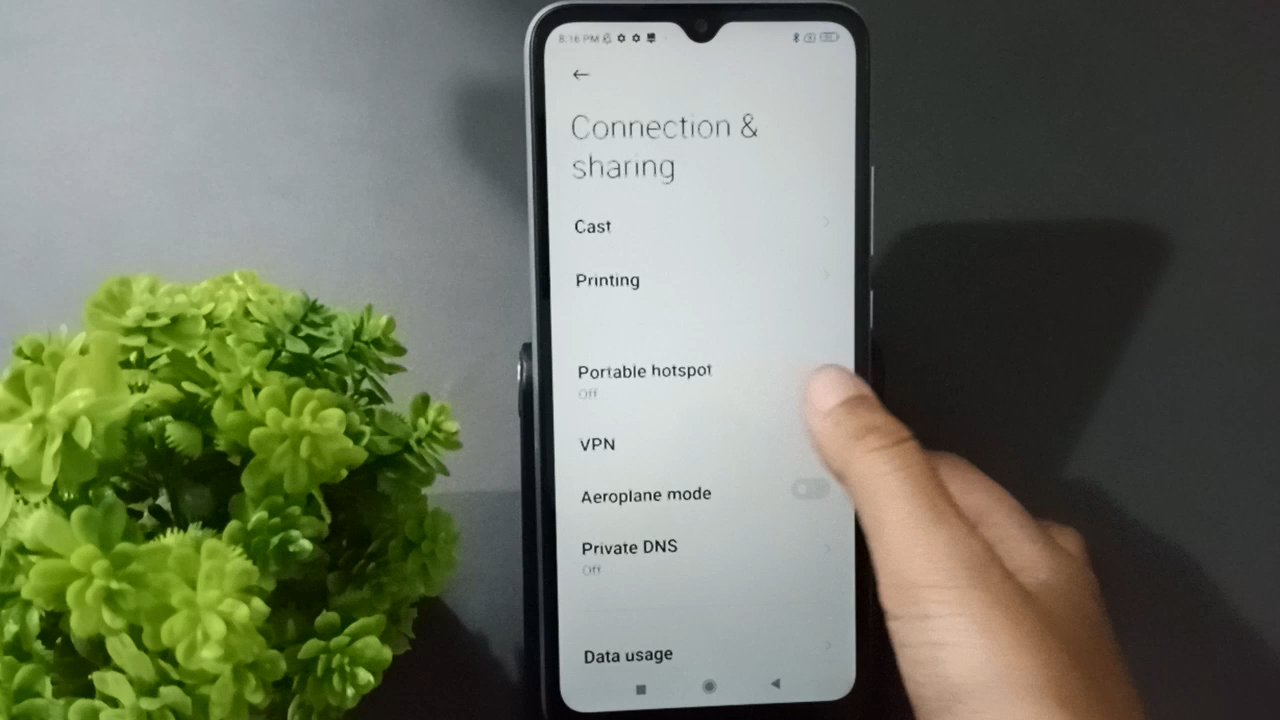 8:16 PM
Connection &
sharing
Cast
Printing
Portable hotspot
Off
VPN
Aeroplane mode
Private DNS
Off
Data usage